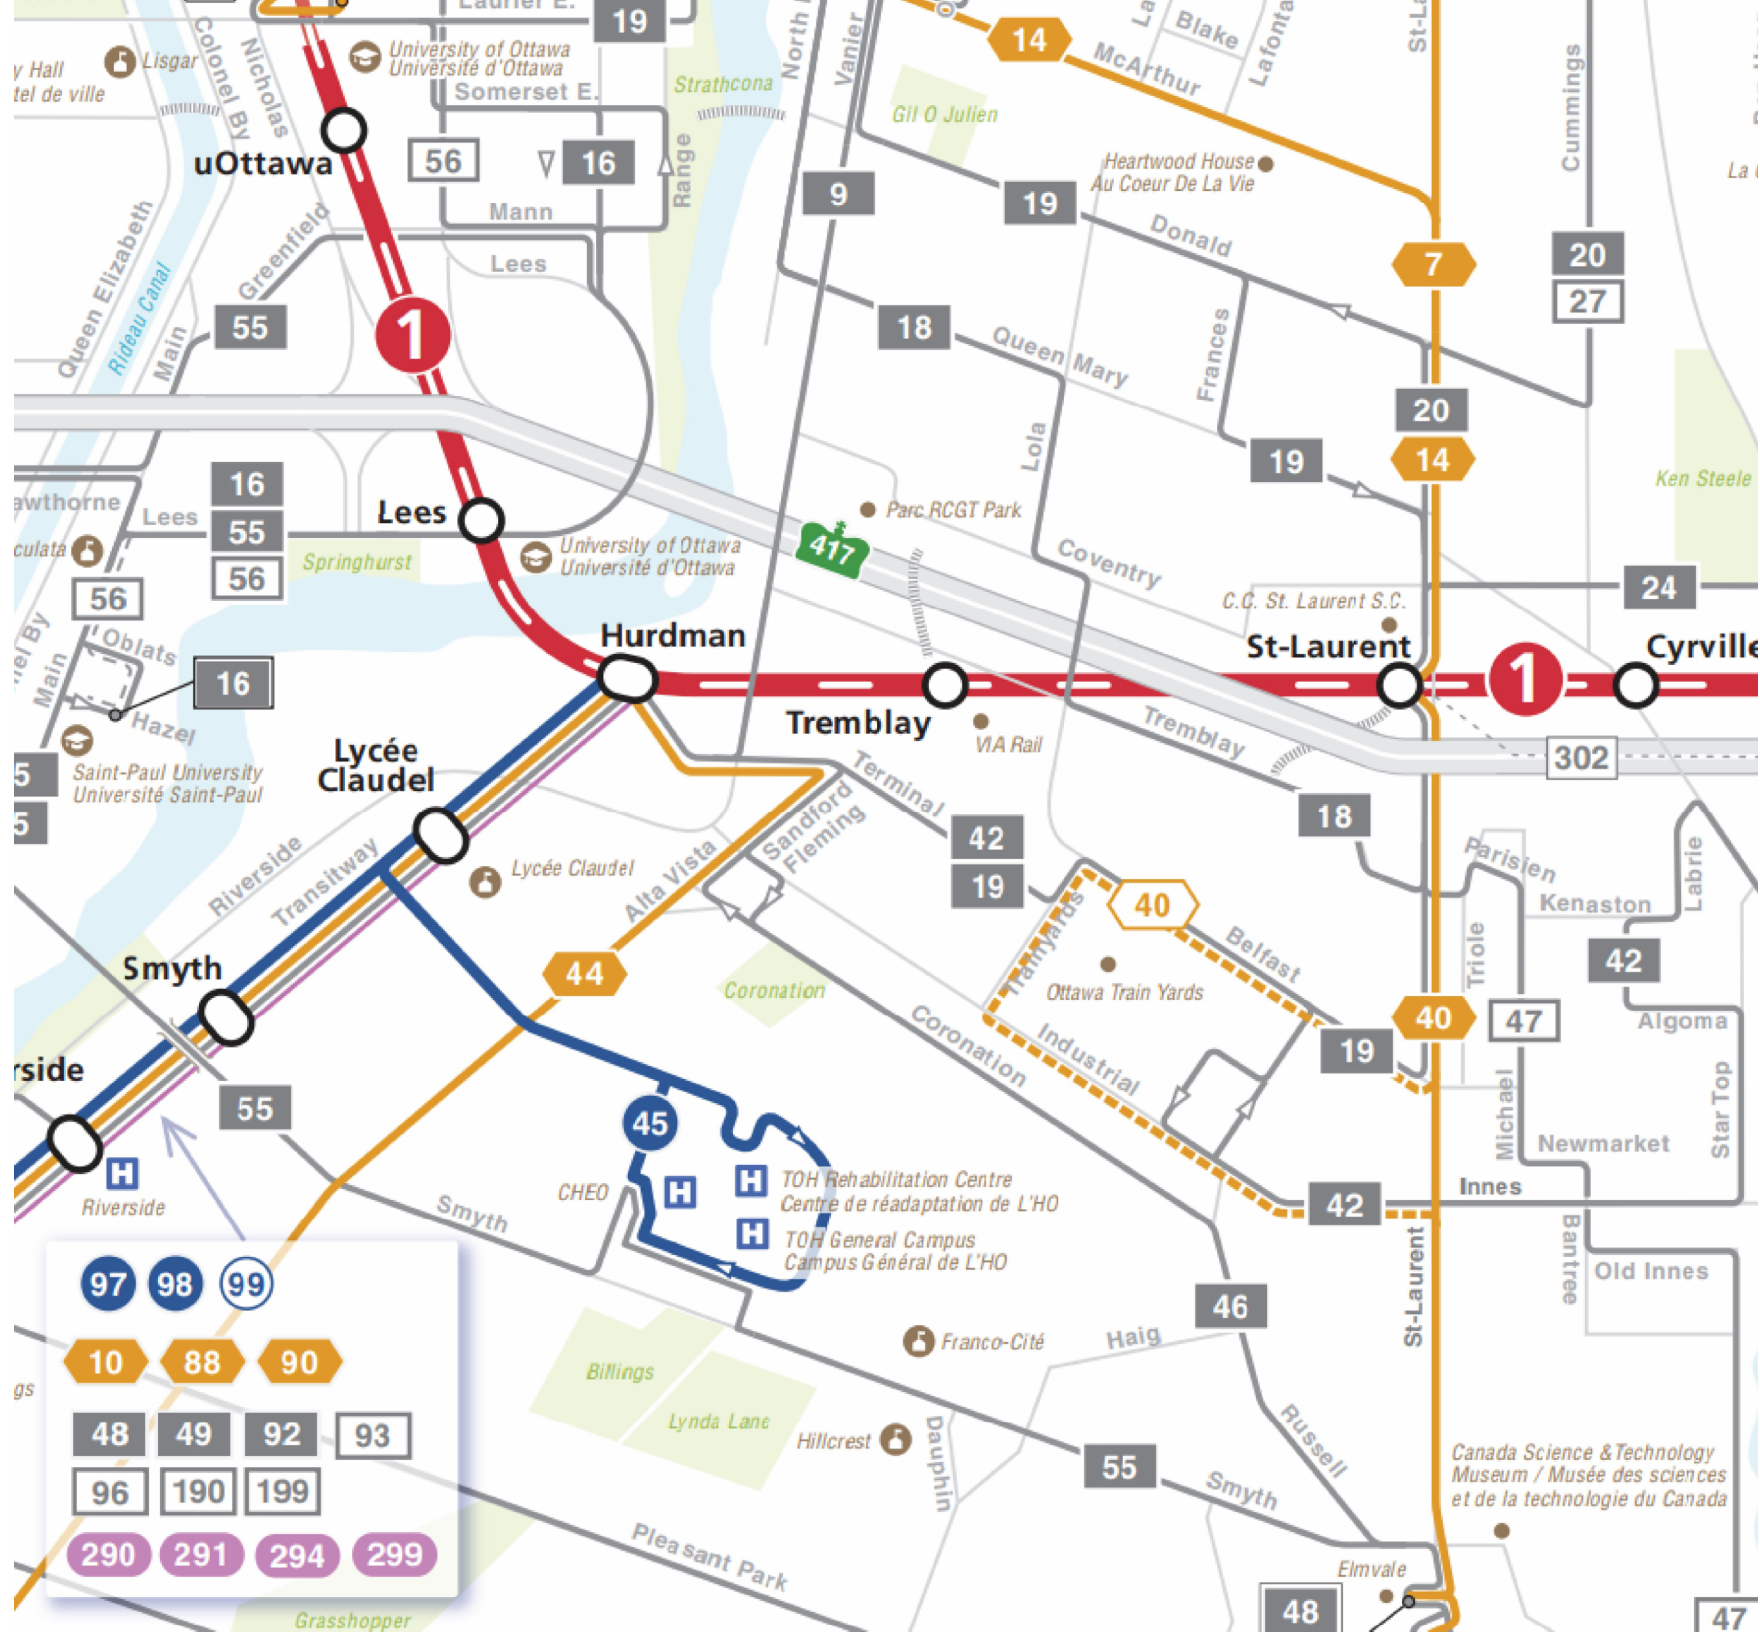 Laurier E.
19
North
Vanier
14
McArthur
Blake
Lafonta
St-La
Cummings
y Hall
tel de ville
Lisgar
Colonel By
Nicholas
University of Ottawa
Université d'Ottawa
Somerset E.
Strathcona
Gil O Julien
Heartwood House
Au Coeur De La Vie
uOttawa
56
16
Range
9
19
Donald
Mann
Greenfield
Lees
Queen Elizabeth
Rideau Canal
Main
55
1
18
Queen Mary
Frances
7
20
27
20
14
19
Lola
Ken Steele
awthorne
Lees
16
55
56
Lees
Springhurst
culata
56
University of Ottawa
Université d'Ottawa
Parc RCGT Park
417
Coventry
C.C. St. Laurent S.C.
24
nel By
Main
Oblats
16
Hazel
Hurdman
St-Laurent
1
Cyrville
Tremblay
VIA Rail
Tremblay
302
5
5
Saint-Paul University
Université Saint-Paul
Lycée
Claudel
Lycée Claudel
Riverside
Transitway
Alta Vista
Sandford
Fleming
Terminal
42
19
18
Parisien
Kenaston
Labrie
40
Trainyards
Belfast
Ottawa Train Yards
Triole
42
Smyth
44
Coronation
Coronation
Industrial
40
47
Algoma
19
rside
55
45
Michael
Newmarket
Star Top
H
Riverside
Smyth
CHEO
H
H
TOH Rehabilitation Centre
Centre de réadaptation de L'HO
H
TOH General Campus
Campus Général de L'HO
42
Innes
Bantree
Old Innes
St-Laurent
46
97
98
99
10
88
90
48
49
92
93
96
190
199
290
291
294
299
gs
Billings
Lynda Lane
Franco-Cité
Haig
Hillcrest
Dauphin
Russell
55
Smyth
Canada Science & Technology
Museum / Musée des sciences
et de la technologie du Canada
Pleasant Park
Elmvale
48
47
Grasshopper